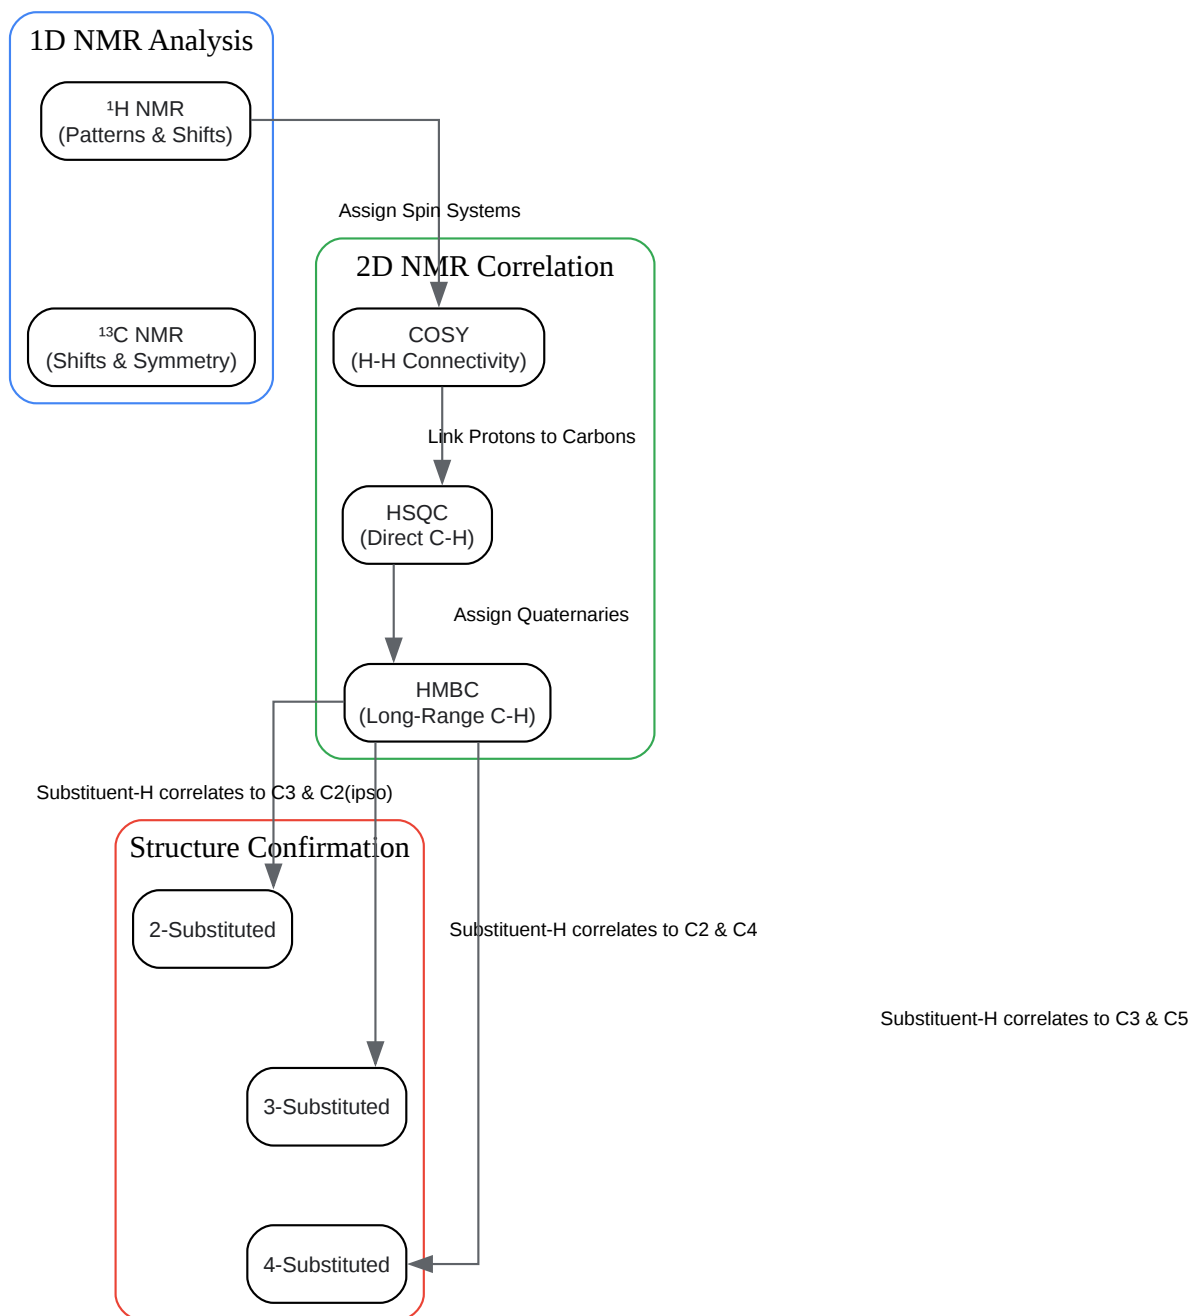 1D NMR Analysis
¹H NMR
(Patterns & Shifts)
Assign Spin Systems
2D NMR Correlation
¹³C NMR
(Shifts & Symmetry)
COSY
(H-H Connectivity)
Link Protons to Carbons
HSQC
(Direct C-H)
Assign Quaternaries
HMBC
(Long-Range C-H)
Substituent-H correlates to C3 & C2(ipso)
Structure Confirmation
2-Substituted
Substituent-H correlates to C2 & C4
Substituent-H correlates to C3 & C5
3-Substituted
4-Substituted